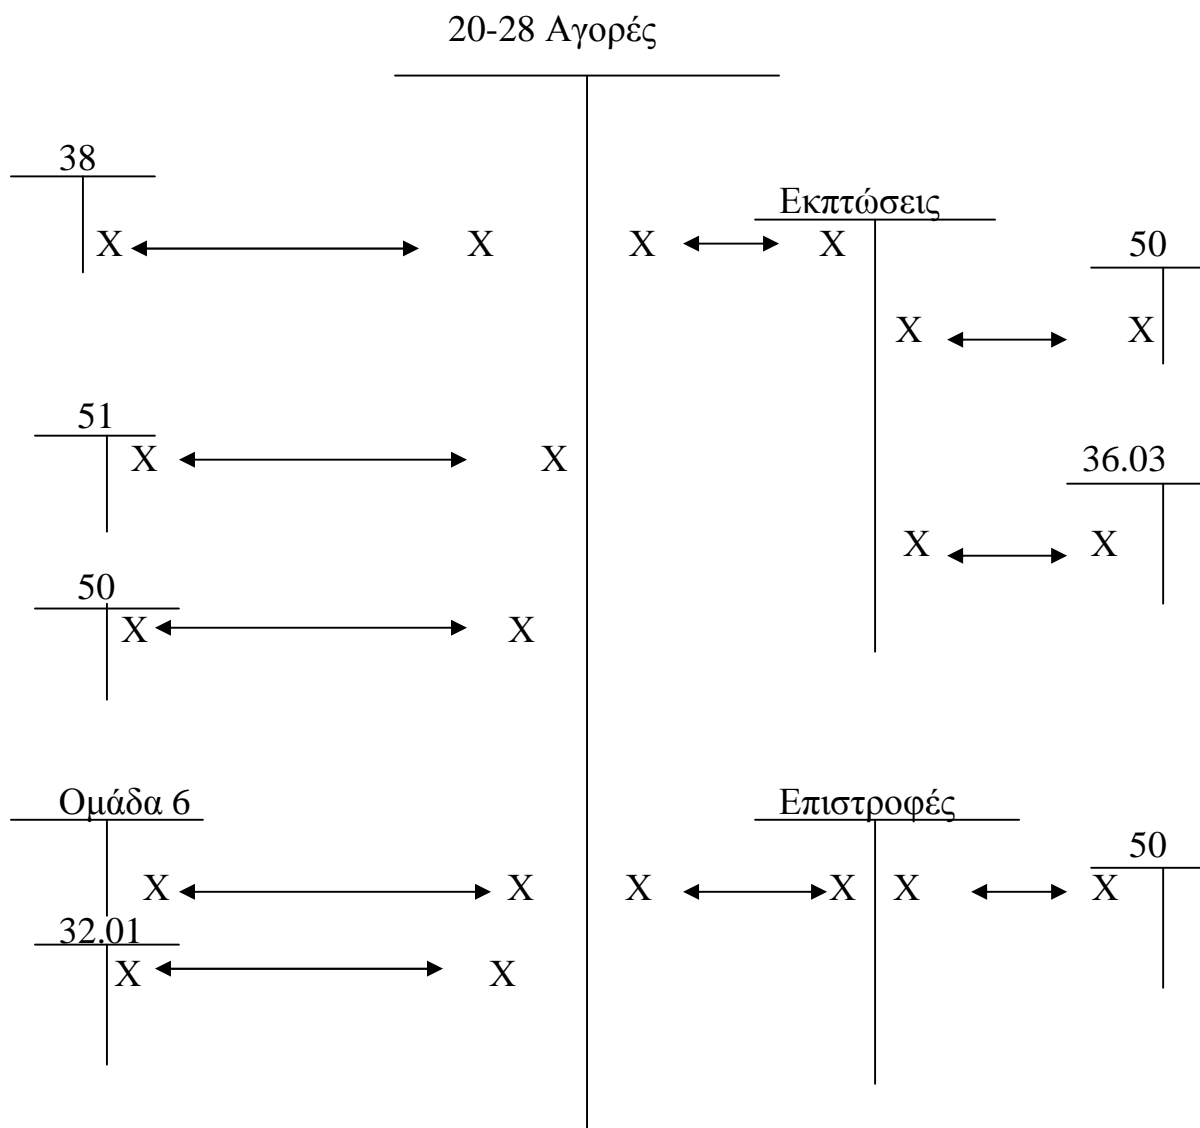 20-28 Αγορές
38
Εκπτώσεις
X X X X
50
X X
51
X X
36.03
X X
50
X X
Ομάδα 6
Επιστροφές
50
X X X X X X
32.01
X X